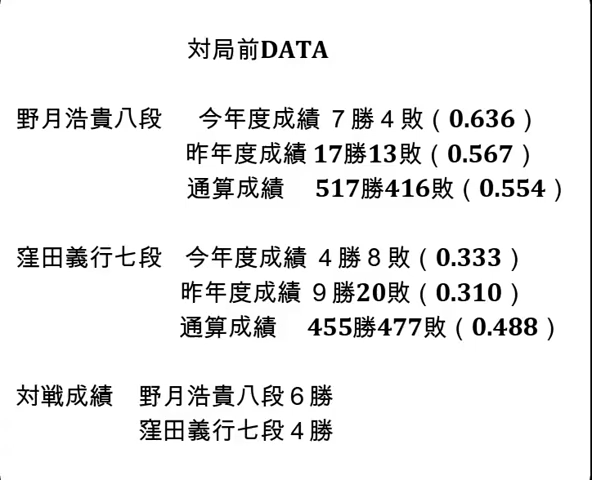 対局前DATA
野月浩貴八段 今年度成績 ７勝４敗（0.636）
昨年度成績 17勝13敗（0.567）
通算成績 517勝416敗（0.554）
窪田義行七段 今年度成績 ４勝８敗（0.333）
昨年度成績 ９勝20敗（0.310）
通算成績 455勝477敗（0.488）
対戦成績 野月浩貴八段６勝
窪田義行七段４勝